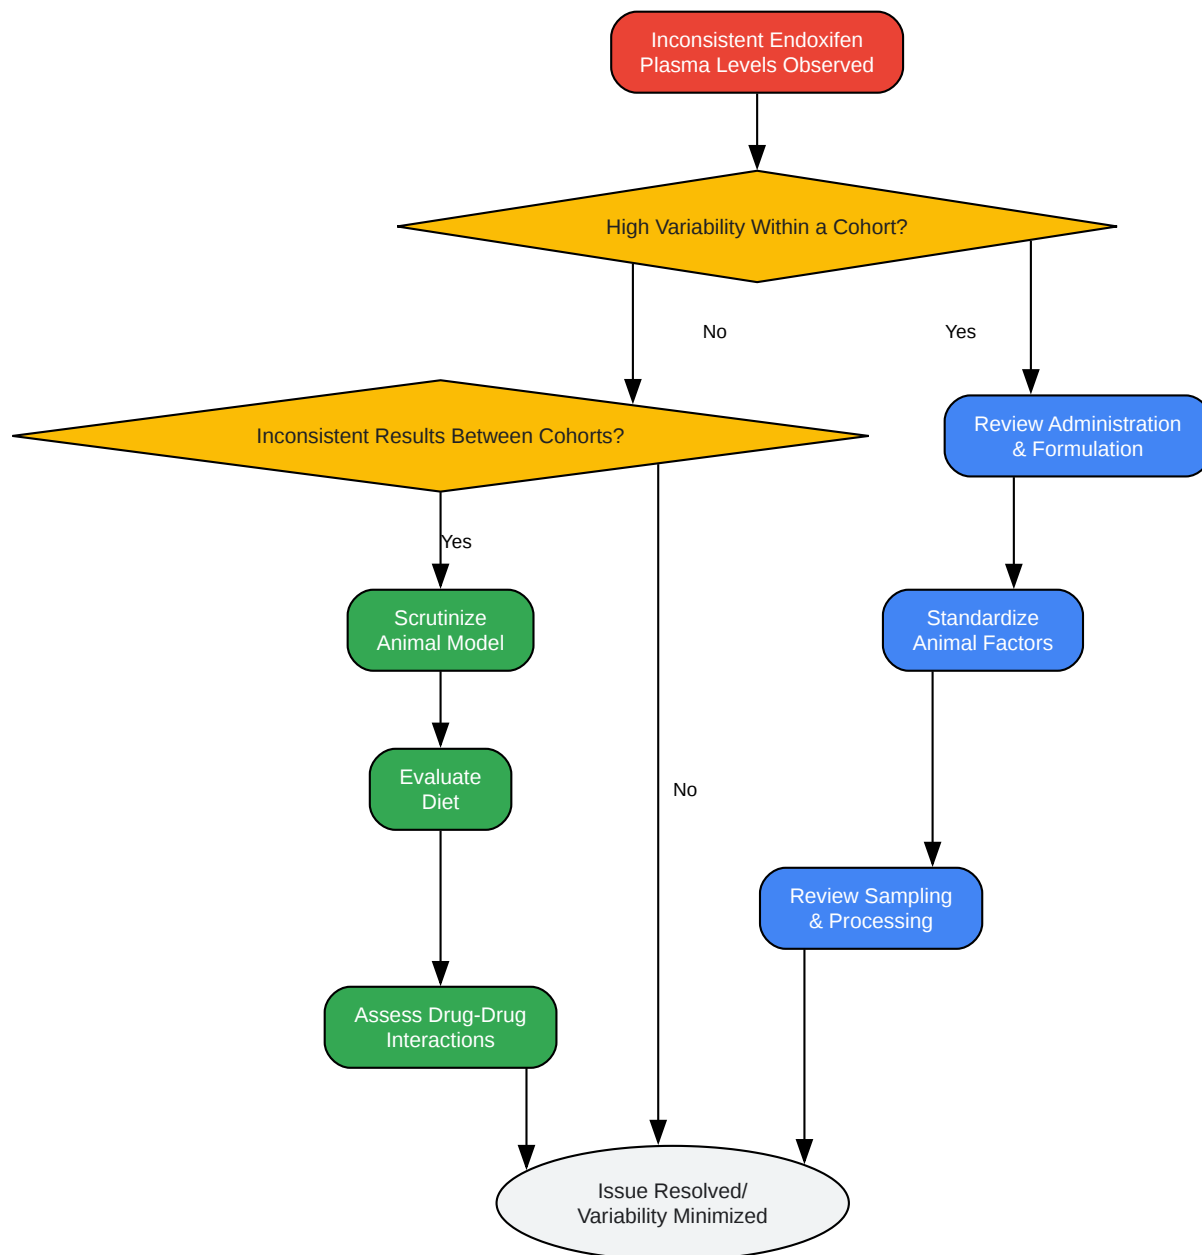 Inconsistent Endoxifen
Plasma Levels Observed
High Variability Within a Cohort?
No
Yes
Inconsistent Results Between Cohorts?
Review Administration
& Formulation
Yes
Scrutinize
Animal Model
Standardize
Animal Factors
Evaluate
Diet
No
Review Sampling
& Processing
Assess Drug-Drug
Interactions
Issue Resolved/
Variability Minimized